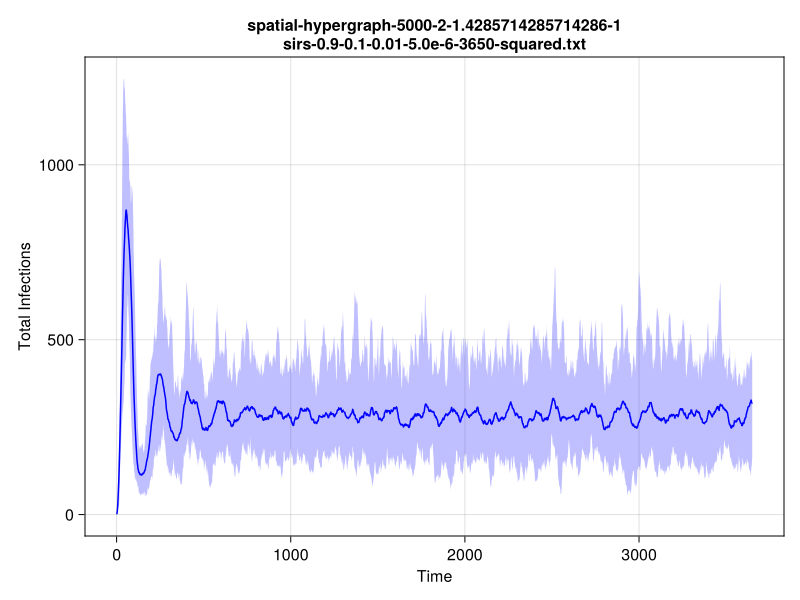 spatial-hypergraph-5000-2-1.4285714285714286-1
sirs-0.9-0.1-0.01-5.0e-6-3650-squared.txt
1000
500
0
Total Infections
0 1000 2000 3000
Time